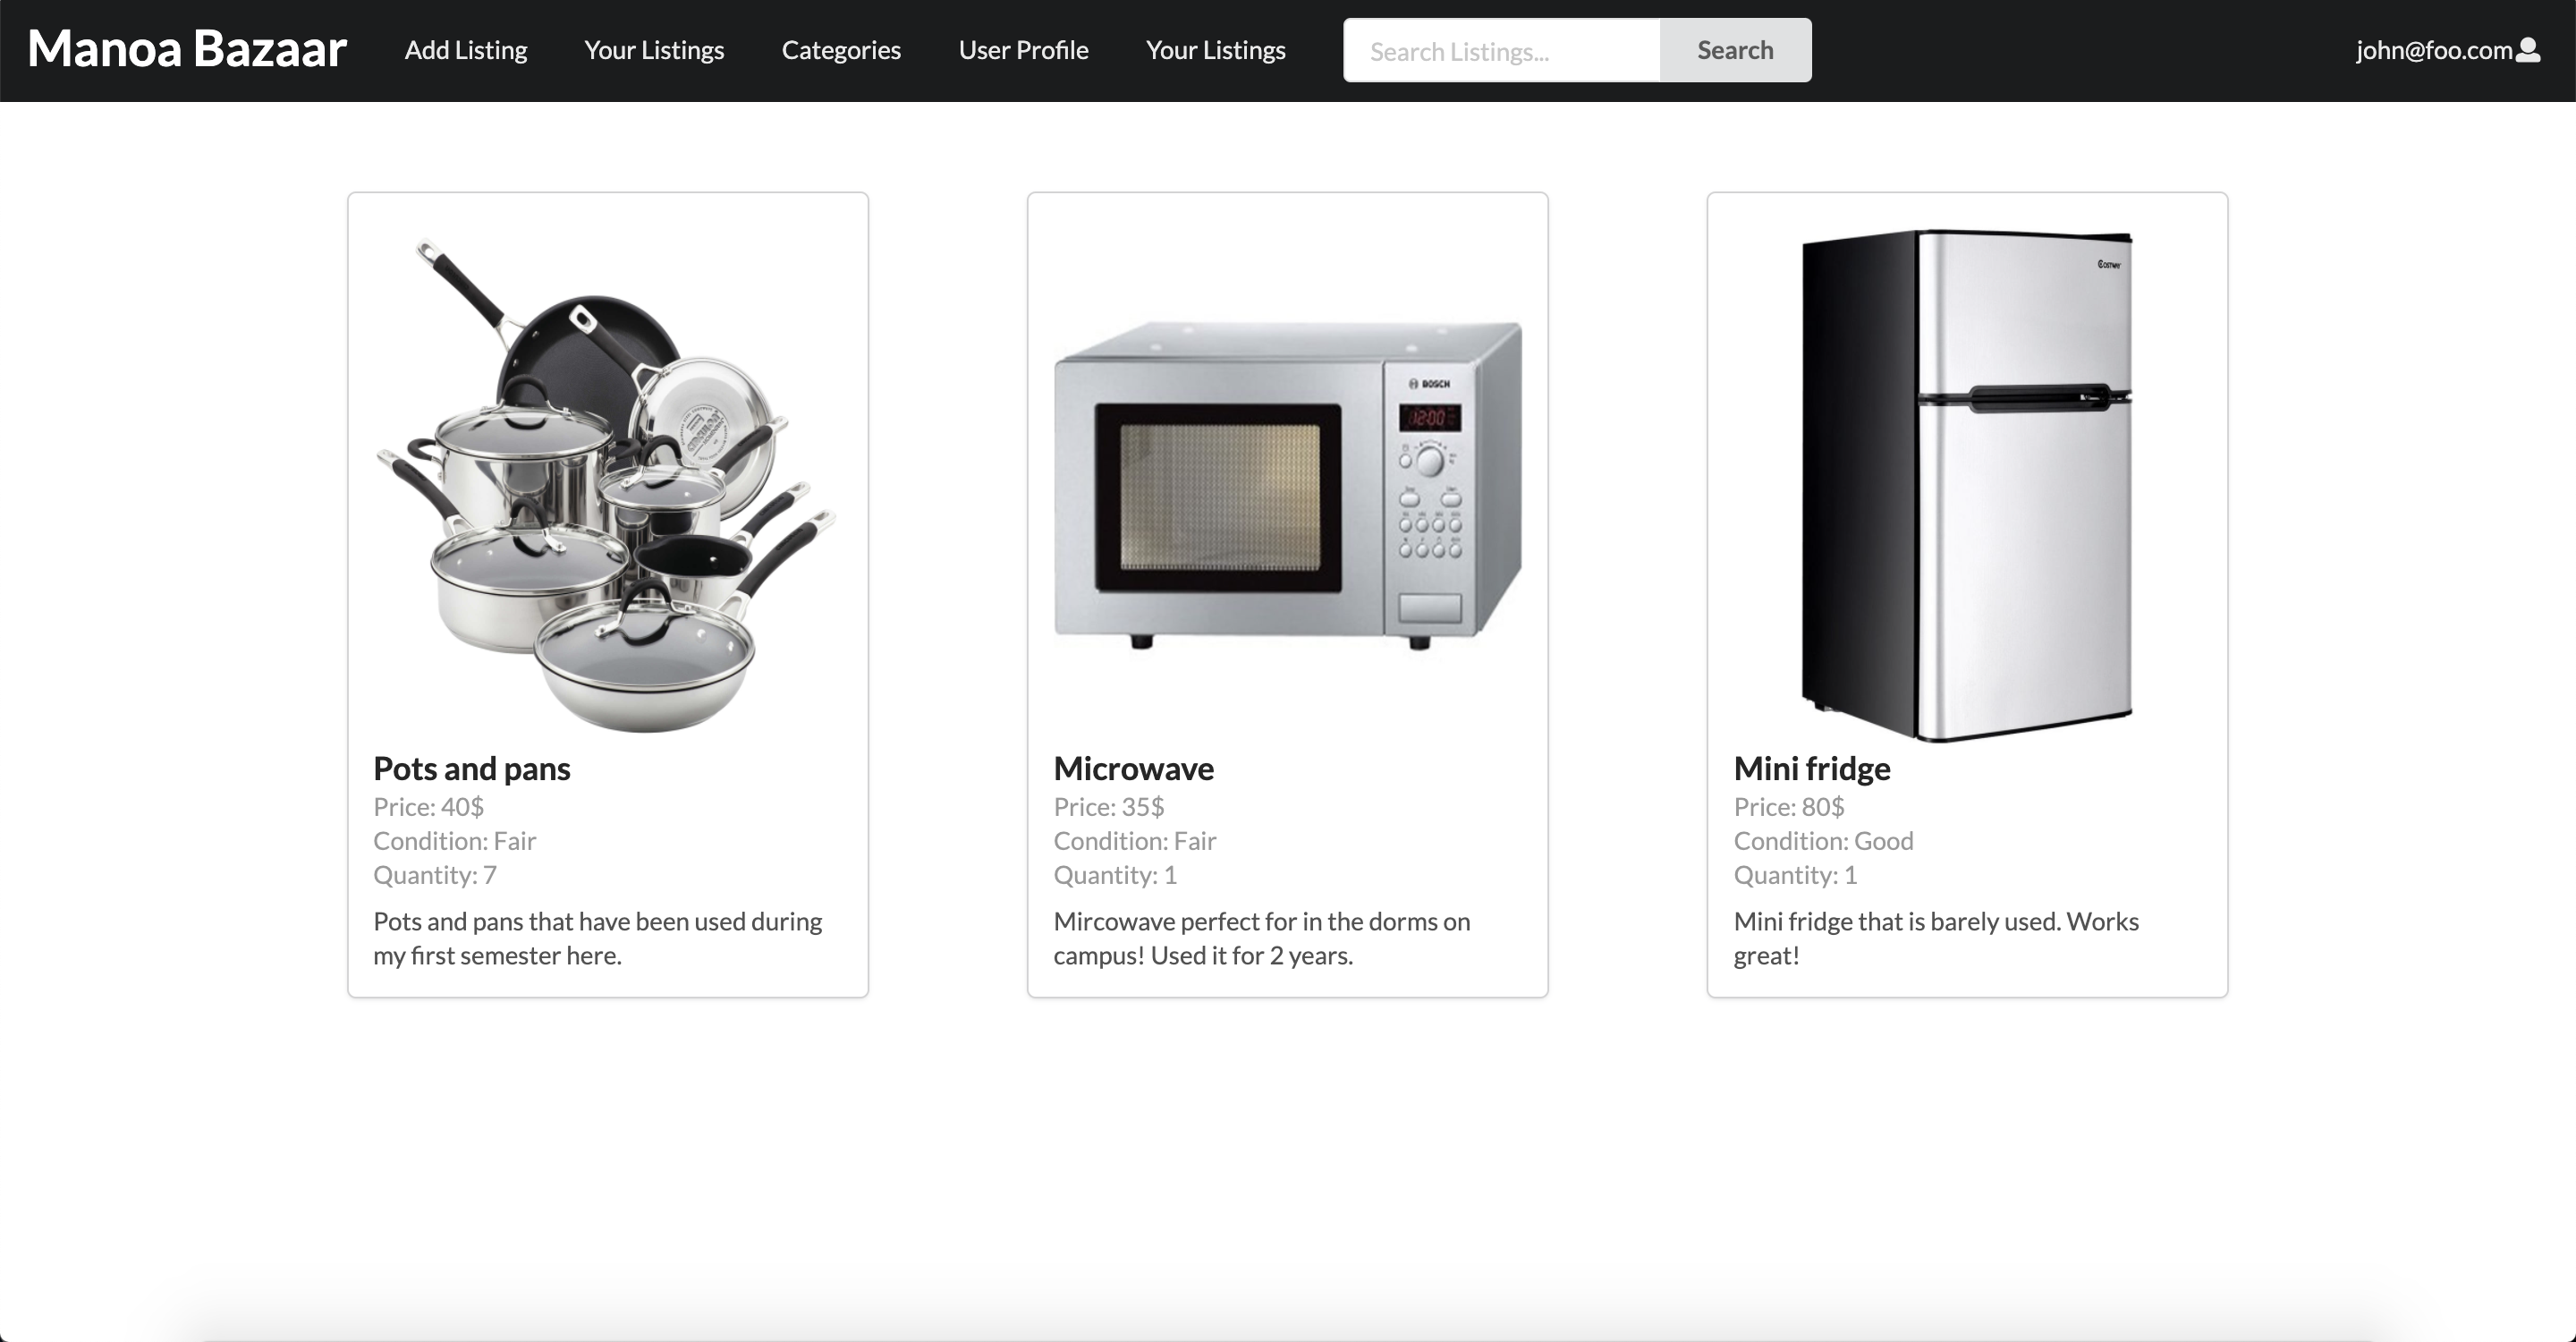 Manoa Bazaar Add Listing Your Listings Categories User Profile Your Listings Search Listings... Search john@foo.com
COSTWAY
BOSCH
12:00
Pots and pans
Price: 40$
Condition: Fair
Quantity: 7
Pots and pans that have been used during
my first semester here.
Microwave
Price: 35$
Condition: Fair
Quantity: 1
Mircowave perfect for in the dorms on
campus! Used it for 2 years.
Mini fridge
Price: 80$
Condition: Good
Quantity: 1
Mini fridge that is barely used. Works
great!